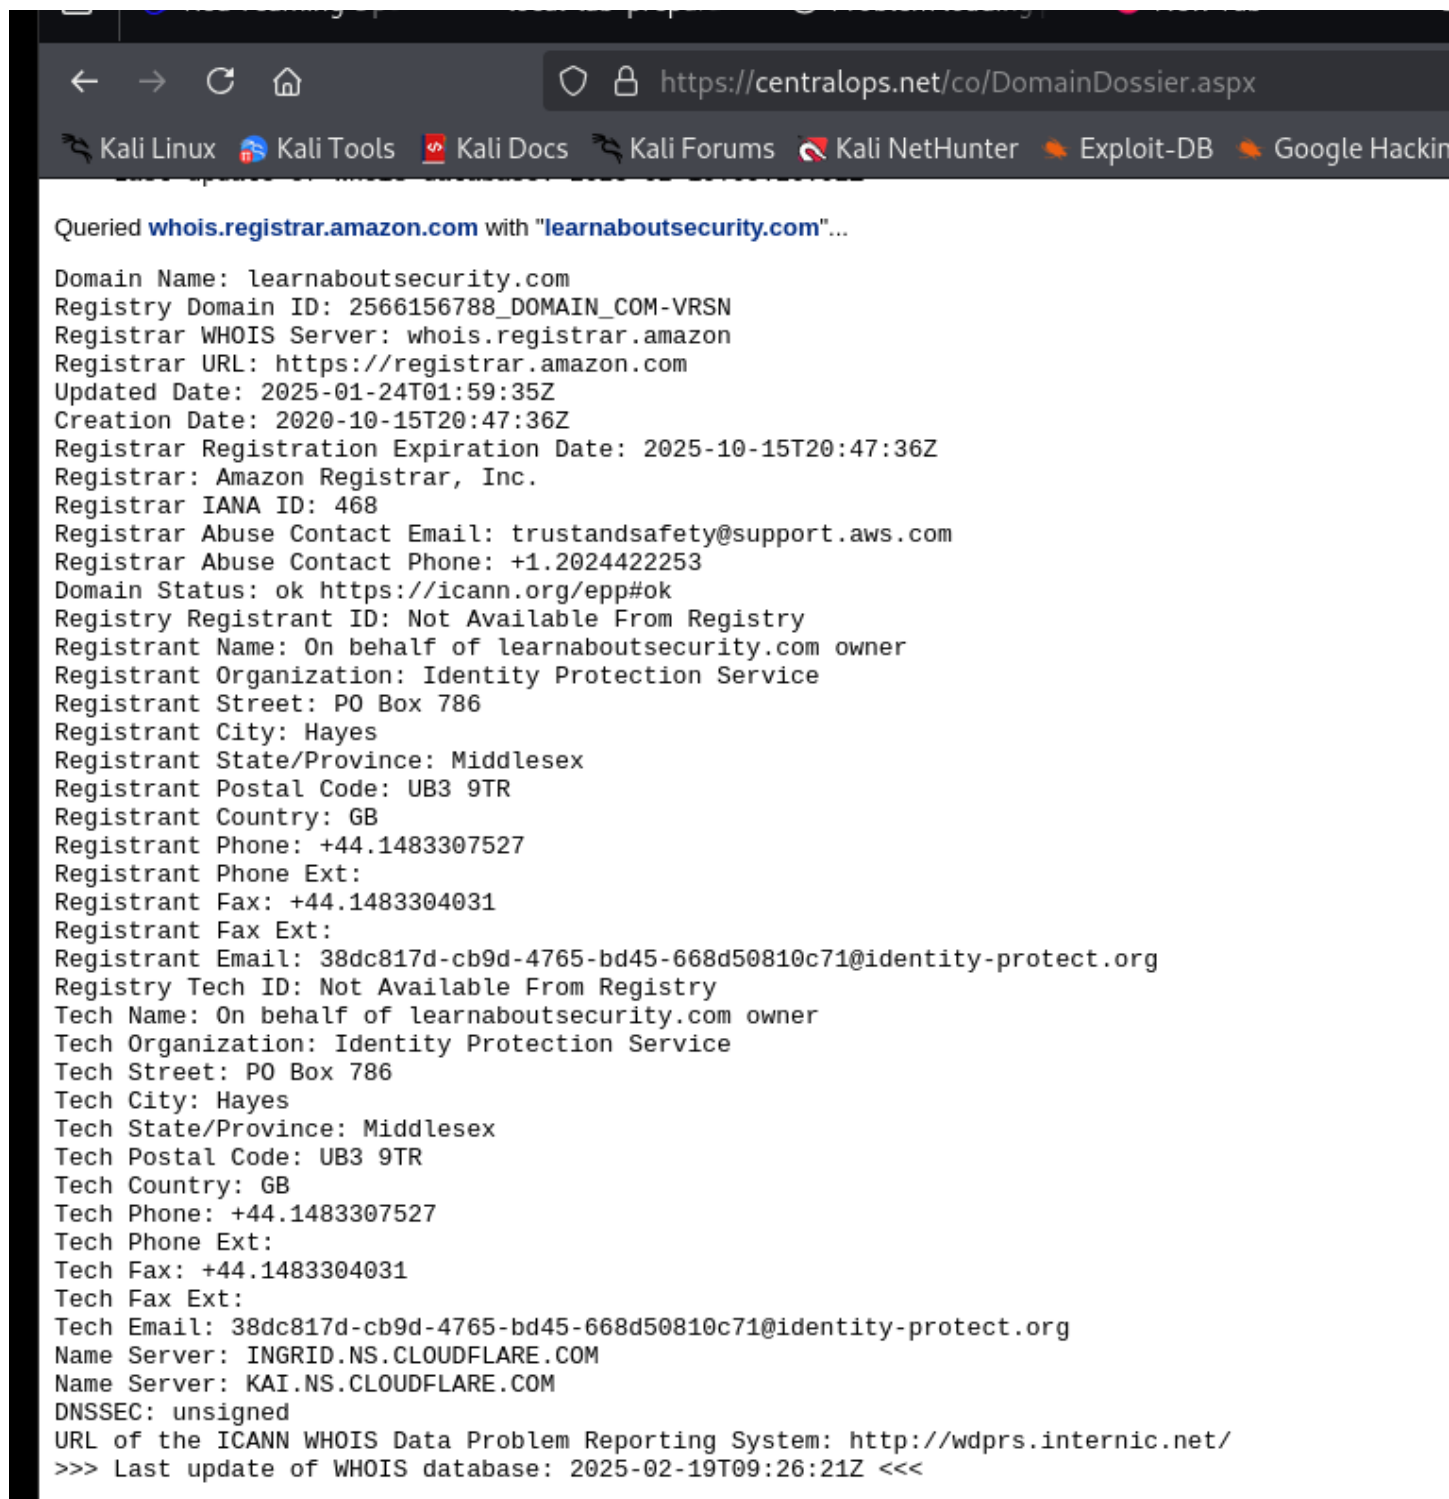 https://centralops.net/co/DomainDossier.aspx
Kali Linux Kali Tools Kali Docs Kali Forums Kali NetHunter Exploit-DB Google Hackin
Queried whois.registrar.amazon.com with "learnaboutsecurity.com"...
Domain Name: learnaboutsecurity.com
Registry Domain ID: 2566156788_DOMAIN_COM-VRSN
Registrar WHOIS Server: whois.registrar.amazon
Registrar URL: https://registrar.amazon.com
Updated Date: 2025-01-24T01:59:35Z
Creation Date: 2020-10-15T20:47:36Z
Registrar Registration Expiration Date: 2025-10-15T20:47:36Z
Registrar: Amazon Registrar, Inc.
Registrar IANA ID: 468
Registrar Abuse Contact Email: trustandsafety@support.aws.com
Registrar Abuse Contact Phone: +1.2024422253
Domain Status: ok https://icann.org/epp#ok
Registry Registrant ID: Not Available From Registry
Registrant Name: On behalf of learnaboutsecurity.com owner
Registrant Organization: Identity Protection Service
Registrant Street: PO Box 786
Registrant City: Hayes
Registrant State/Province: Middlesex
Registrant Postal Code: UB3 9TR
Registrant Country: GB
Registrant Phone: +44.1483307527
Registrant Phone Ext:
Registrant Fax: +44.1483304031
Registrant Fax Ext:
Registrant Email: 38dc817d-cb9d-4765-bd45-668d50810c71@identity-protect.org
Registry Tech ID: Not Available From Registry
Tech Name: On behalf of learnaboutsecurity.com owner
Tech Organization: Identity Protection Service
Tech Street: PO Box 786
Tech City: Hayes
Tech State/Province: Middlesex
Tech Postal Code: UB3 9TR
Tech Country: GB
Tech Phone: +44.1483307527
Tech Phone Ext:
Tech Fax: +44.1483304031
Tech Fax Ext:
Tech Email: 38dc817d-cb9d-4765-bd45-668d50810c71@identity-protect.org
Name Server: INGRID.NS.CLOUDFLARE.COM
Name Server: KAI.NS.CLOUDFLARE.COM
DNSSEC: unsigned
URL of the ICANN WHOIS Data Problem Reporting System: http://wdprs.internic.net/
>>> Last update of WHOIS database: 2025-02-19T09:26:21Z <<<